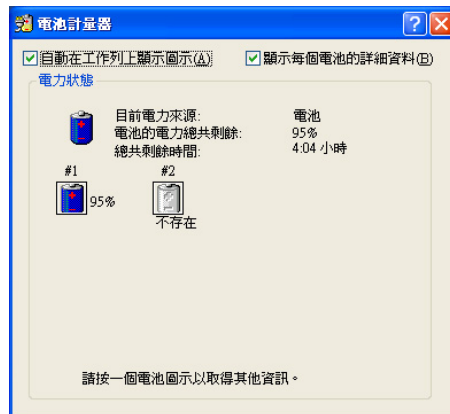 電池計量器
自動在工作列上顯示圖示(A) 顯示每個電池的詳細資料(B)
電力狀態
目前電力來源: 電池
電池的電力總共剩餘: 95%
總共剩餘時間: 4:04 小時
#1 #2
95%
不存在
請按一個電池圖示以取得其他資訊。